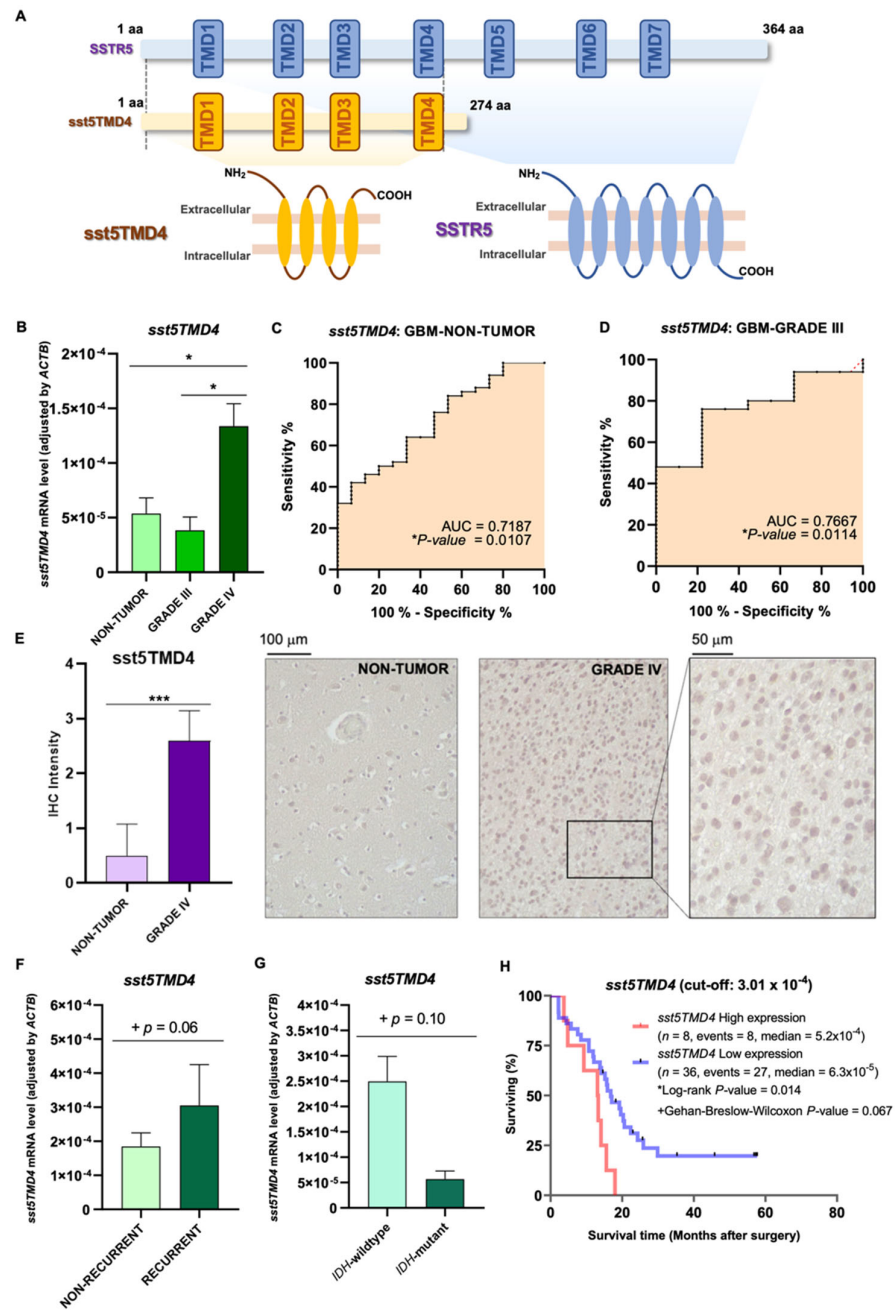 A
1 aa
364 aa
SSTR5
TMD1
TMD2
TMD3
TMD4
TMD5
TMD6
TMD7
1 aa
274 aa
sst5TMD4
TMD1
TMD2
TMD3
TMD4
NH2
COOH
Extracellular
sst5TMD4
Intracellular
NH2
Extracellular
SSTR5
Intracellular
COOH
B
sst5TMD4
sst5TMD4 mRNA level (adjusted by ACTB)
2×10-4
1.5×10-4
1×10-4
5×10-5
0
*
*
NON-TUMOR
GRADE III
GRADE IV
C
sst5TMD4: GBM-NON-TUMOR
Sensitivity %
100
80
60
40
20
0
AUC = 0.7187
*P-value = 0.0107
0 20 40 60 80 100
100 % - Specificity %
D
sst5TMD4: GBM-GRADE III
Sensitivity %
100
80
60
40
20
0
AUC = 0.7667
*P-value = 0.0114
0 20 40 60 80 100
100 % - Specificity %
E
sst5TMD4
IHC Intensity
4
3
2
1
0
***
NON-TUMOR
GRADE IV
100 µm
NON-TUMOR
GRADE IV
50 µm
F
sst5TMD4
sst5TMD4 mRNA level (adjusted by ACTB)
6×10-4
5×10-4
4×10-4
3×10-4
2×10-4
1×10-4
0
+ p = 0.06
NON-RECURRENT
RECURRENT
G
sst5TMD4
sst5TMD4 mRNA level (adjusted by ACTB)
4×10-4
4×10-4
3×10-4
3×10-4
2×10-4
2×10-4
1×10-4
5×10-5
0
+ p = 0.10
IDH-wildtype
IDH-mutant
H
sst5TMD4 (cut-off: 3.01 x 10-4)
Surviving (%)
100
75
50
25
0
sst5TMD4 High expression
(n = 8, events = 8, median = 5.2x10-4)
sst5TMD4 Low expression
(n = 36, events = 27, median = 6.3x10-5)
*Log-rank P-value = 0.014
+Gehan-Breslow-Wilcoxon P-value = 0.067
0 20 40 60 80
Survival time (Months after surgery)